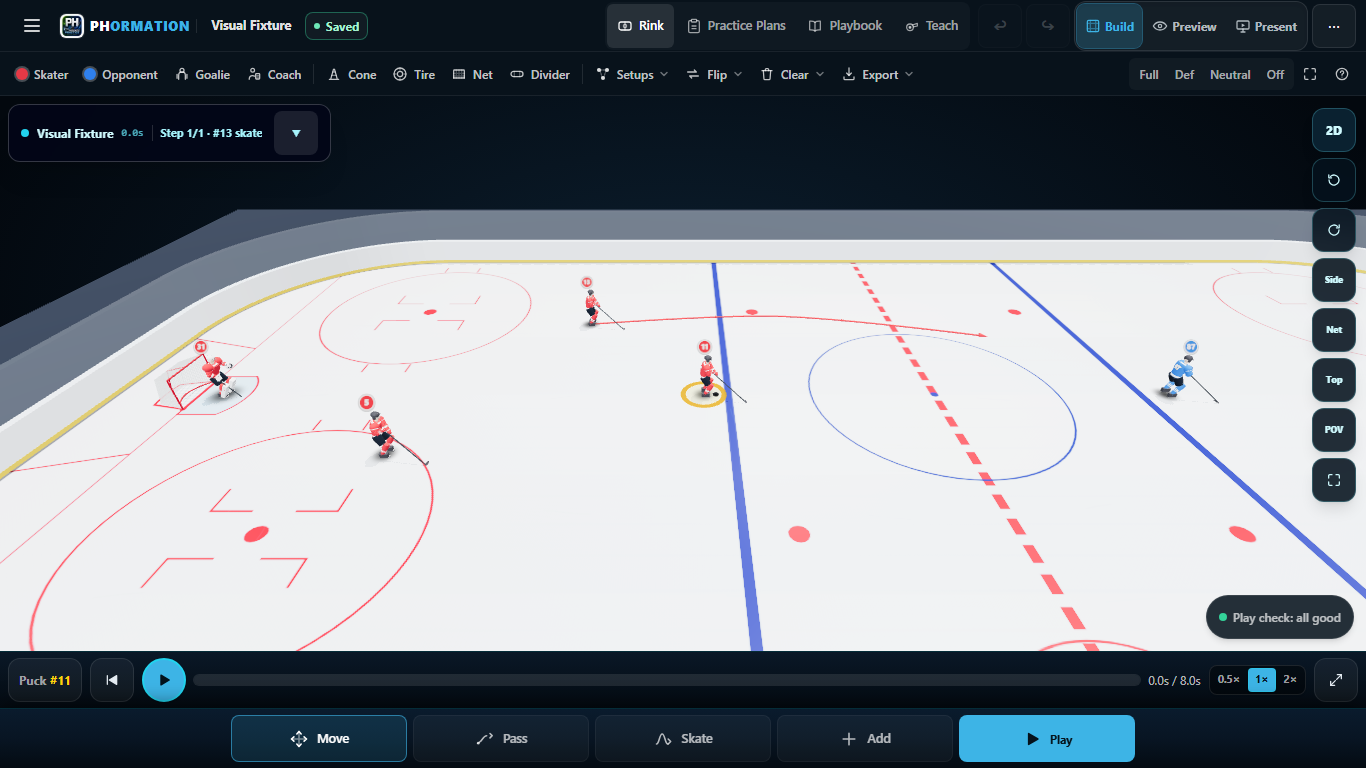 PH PHORMATION Visual Fixture Saved Rink Practice Plans Playbook Teach Build Preview Present ...
Skater Opponent Goalie Coach Cone Tire Net Divider Setups Flip Clear Export Full Def Neutral Off
Visual Fixture 0.0s Step 1/1 · #13 skate
2D
Side
Net
Top
POV
Play check: all good
Puck #11 0.0s / 8.0s 0.5× 1× 2×
Move Pass Skate Add Play